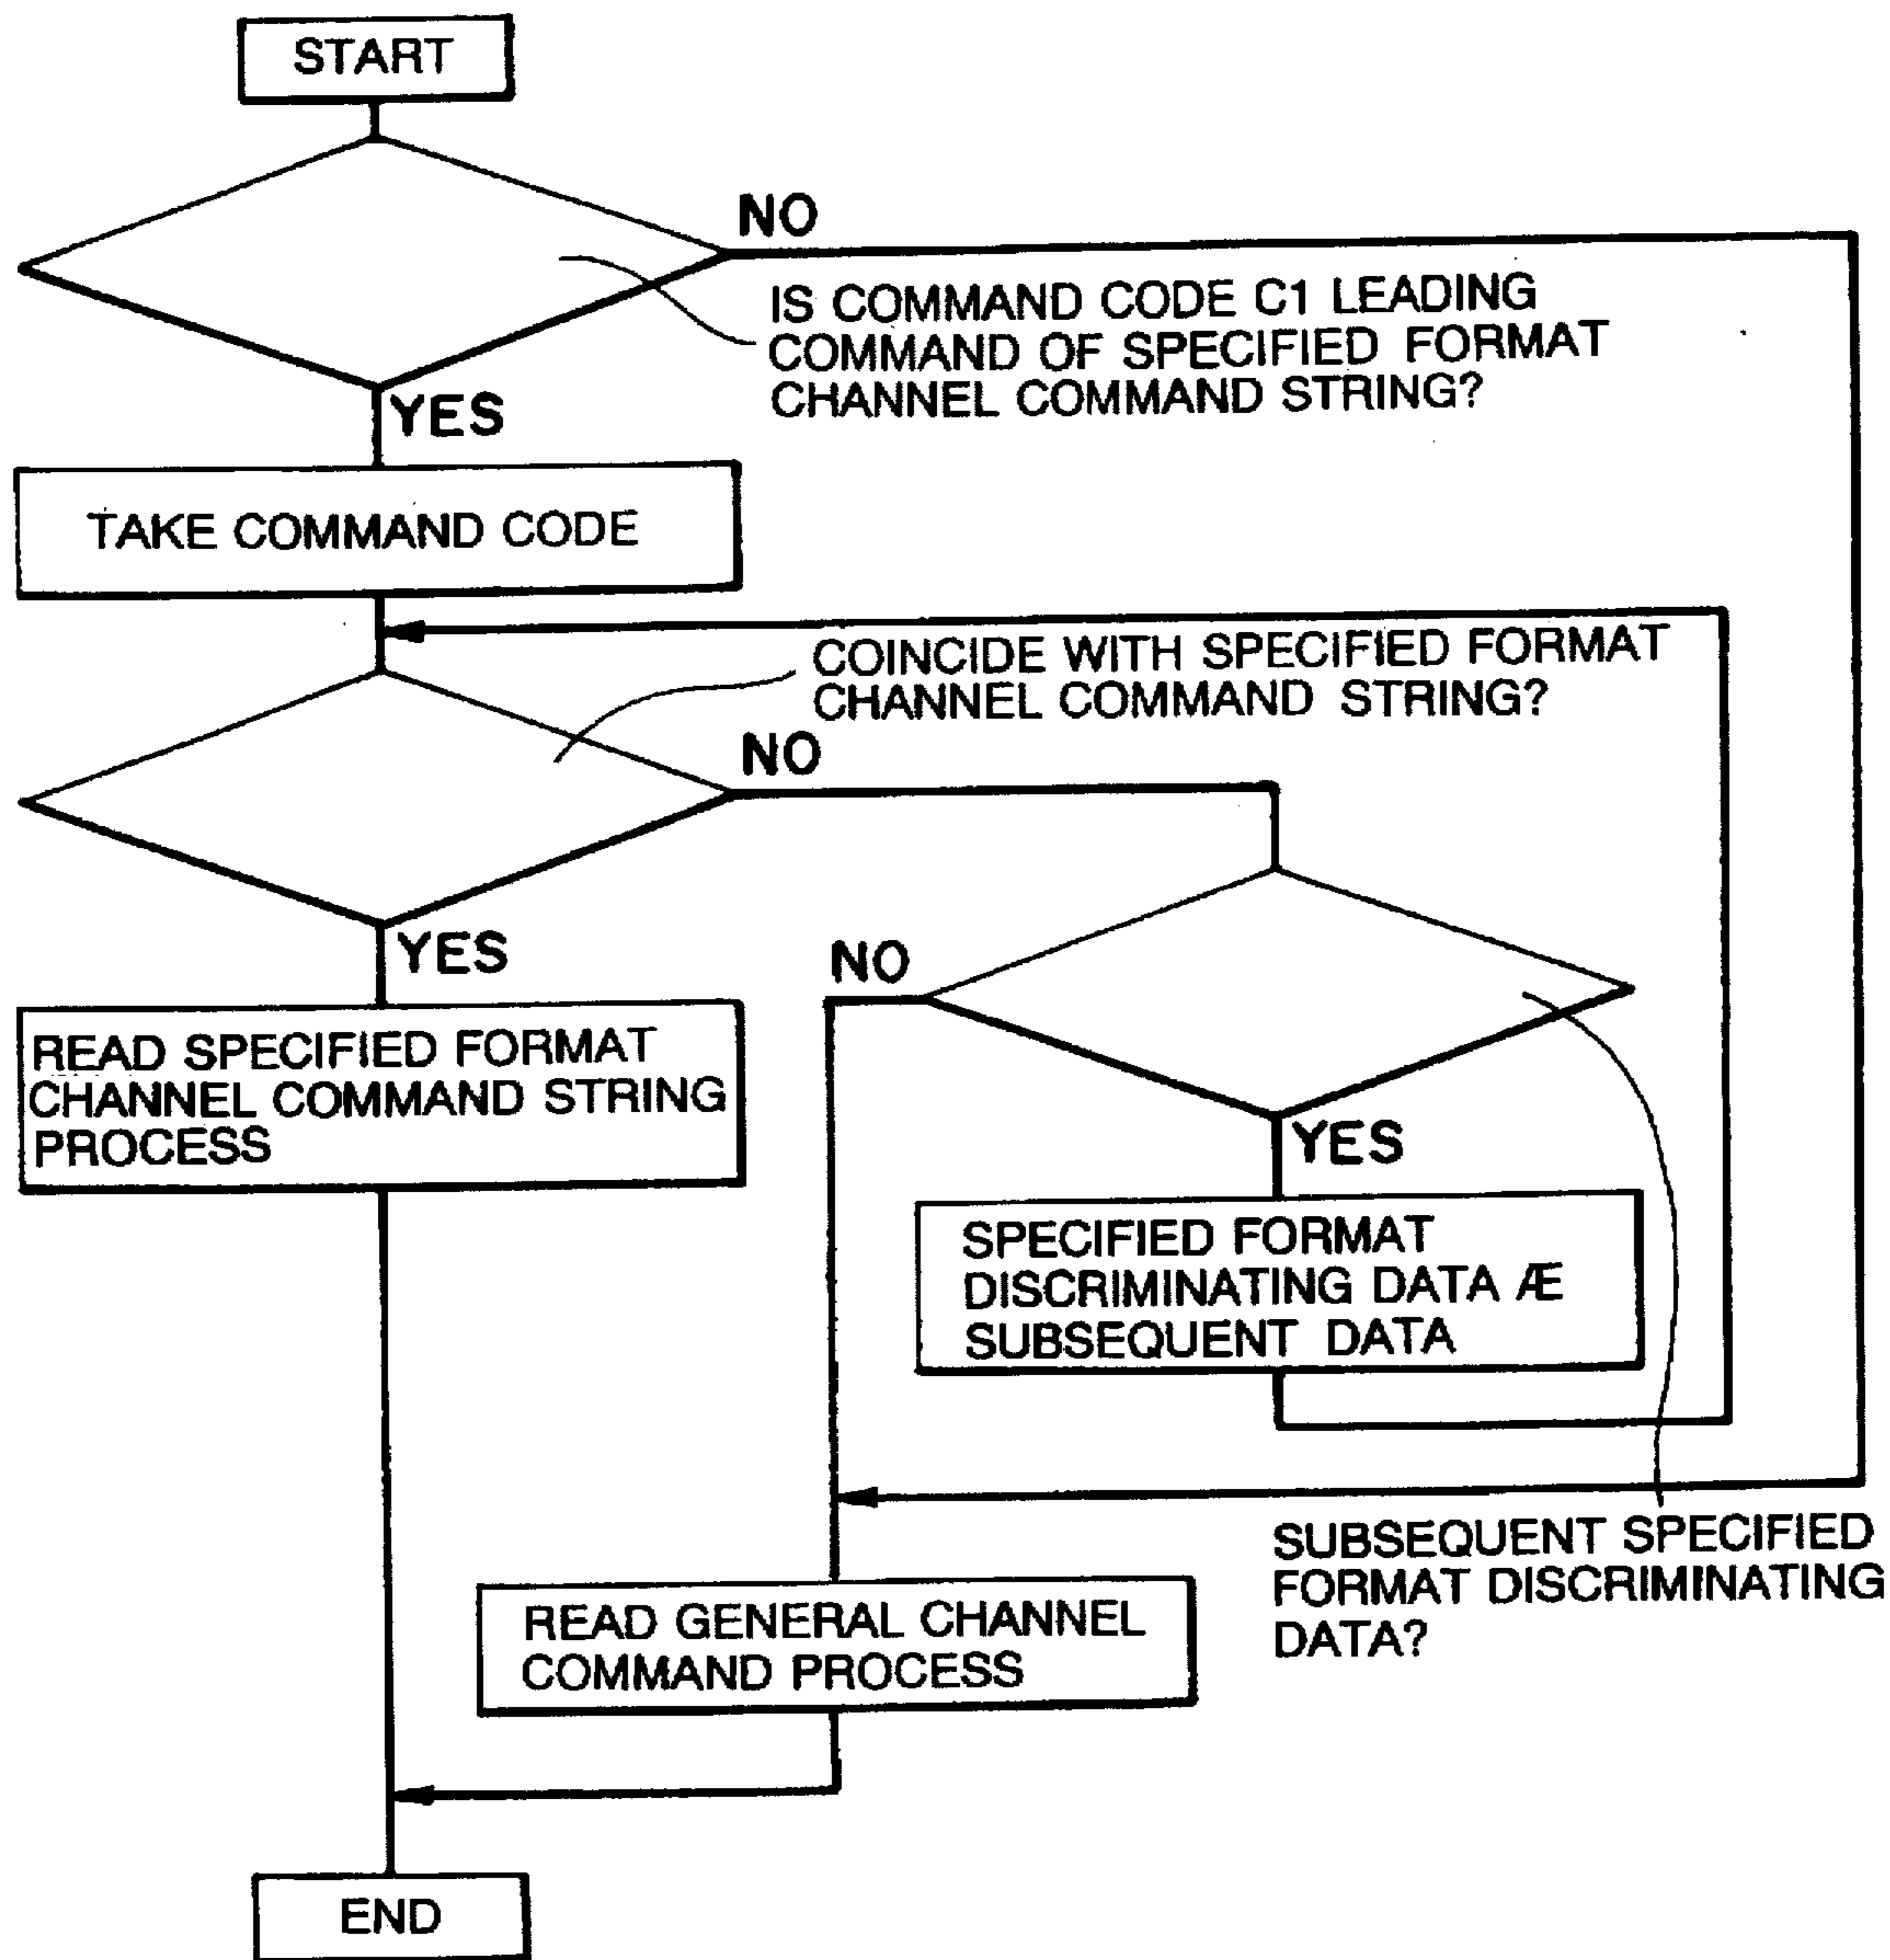 START
NO
IS COMMAND CODE C1 LEADING
COMMAND OF SPECIFIED FORMAT
CHANNEL COMMAND STRING?
YES
TAKE COMMAND CODE
COINCIDE WITH SPECIFIED FORMAT
CHANNEL COMMAND STRING?
NO
YES
NO
READ SPECIFIED FORMAT
CHANNEL COMMAND STRING
PROCESS
YES
SPECIFIED FORMAT
DISCRIMINATING DATA Æ
SUBSEQUENT DATA
SUBSEQUENT SPECIFIED
FORMAT DISCRIMINATING
DATA?
READ GENERAL CHANNEL
COMMAND PROCESS
END